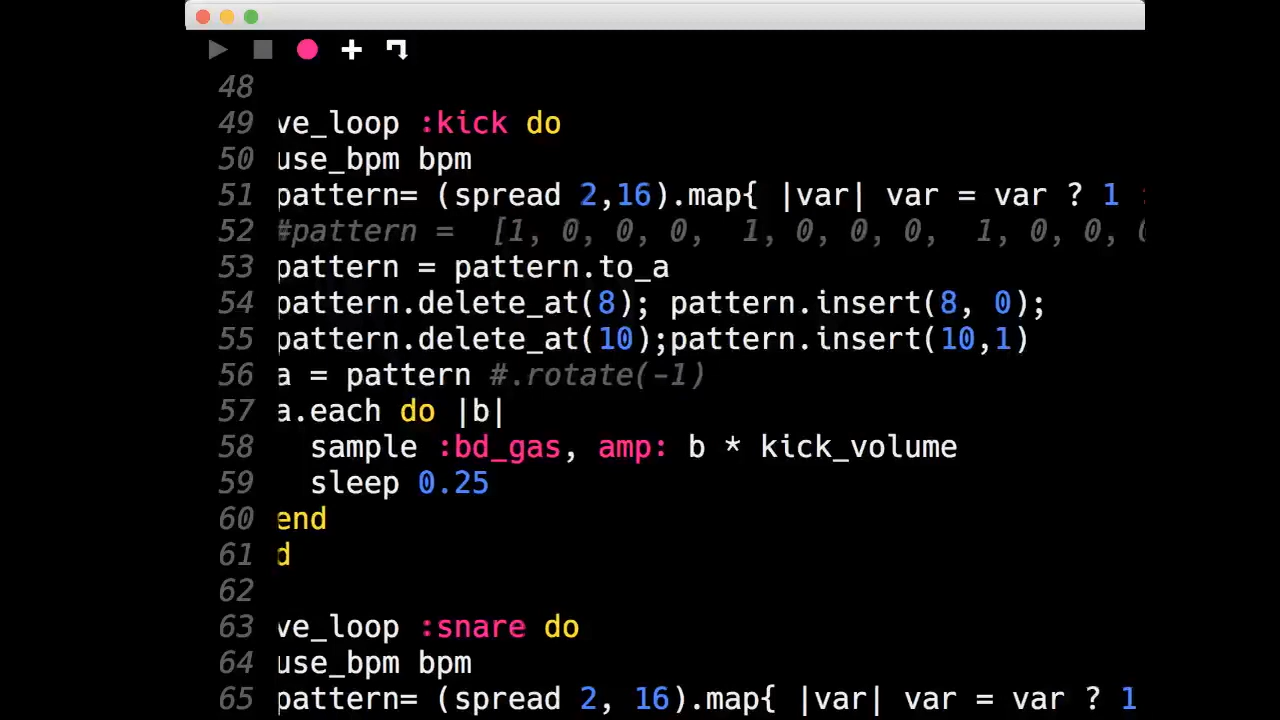 48
49 ve_loop :kick do
50 use_bpm bpm
51 pattern= (spread 2,16).map{ |var| var = var ? 1
52 #pattern = [1, 0, 0, 0, 1, 0, 0, 0, 1, 0, 0,
53 pattern = pattern.to_a
54 pattern.delete_at(8); pattern.insert(8, 0);
55 pattern.delete_at(10);pattern.insert(10,1)
56 a = pattern #.rotate(-1)
57 a.each do |b|
58 sample :bd_gas, amp: b * kick_volume
59 sleep 0.25
60 end
61 d
62
63 ve_loop :snare do
64 use_bpm bpm
65 pattern= (spread 2, 16).map{ |var| var = var ? 1